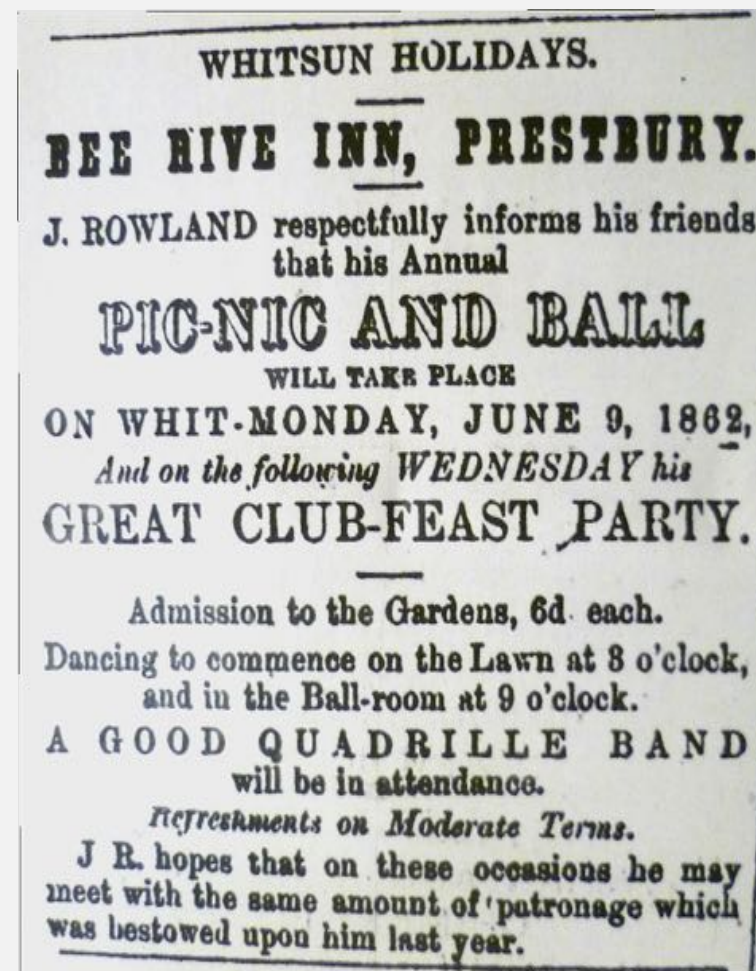 WHITSUN HOLIDAYS.
BEE HIVE INN, PRESTBURY.
J. ROWLAND respectfully informs his friends
that his Annual
PIC-NIC AND BALL
WILL TAKE PLACE
ON WHIT-MONDAY, JUNE 9, 1862,
And on the following WEDNESDAY his
GREAT CLUB-FEAST PARTY.
Admission to the Gardens, 6d. each.
Dancing to commence on the Lawn at 3 o'clock,
and in the Ball-room at 9 o'clock.
A GOOD QUADRILLE BAND
will be in attendance.
Refreshments on Moderate Terms.
J R. hopes that on these occasions he may
meet with the same amount of patronage which
was bestowed upon him last year.